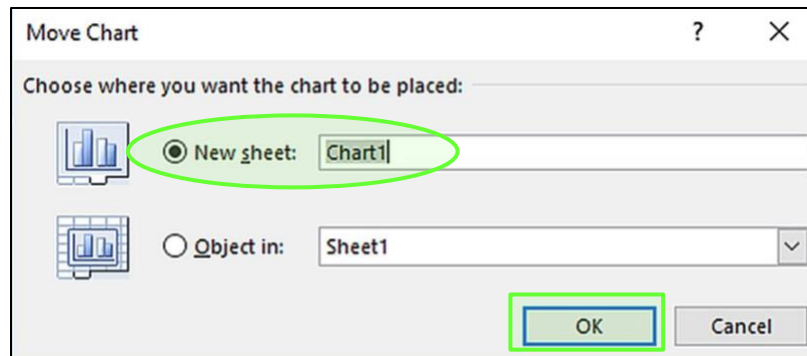 Move Chart ? ×
Choose where you want the chart to be placed:
New sheet: Chart1
Object in: Sheet1
OK Cancel